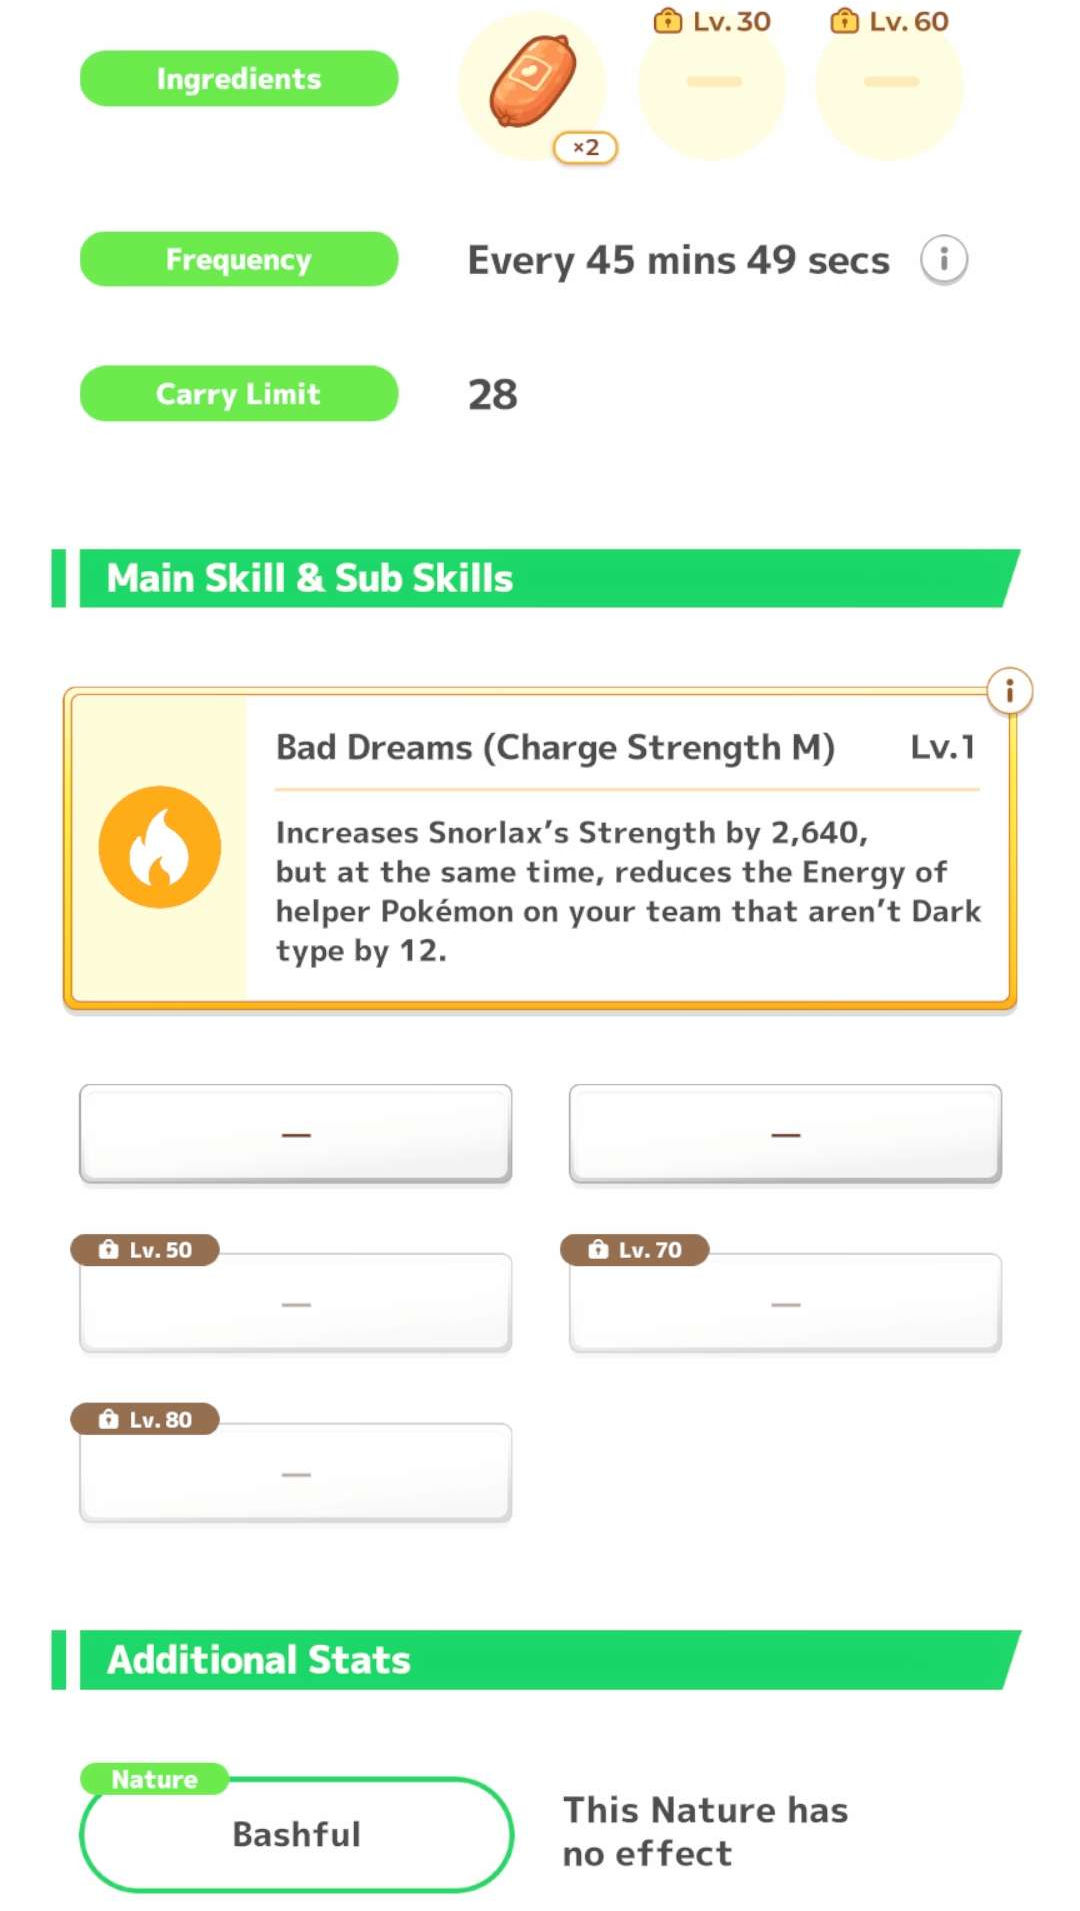 Lv. 30
Lv. 60
Ingredients
×2
Frequency
Every 45 mins 49 secs
Carry Limit
28
Main Skill & Sub Skills
Bad Dreams (Charge Strength M) Lv.1
Increases Snorlax's Strength by 2,640,
but at the same time, reduces the Energy of
helper Pokémon on your team that aren't Dark
type by 12.
—
—
Lv. 50
Lv. 70
—
—
Lv. 80
—
Additional Stats
Nature
Bashful
This Nature has
no effect